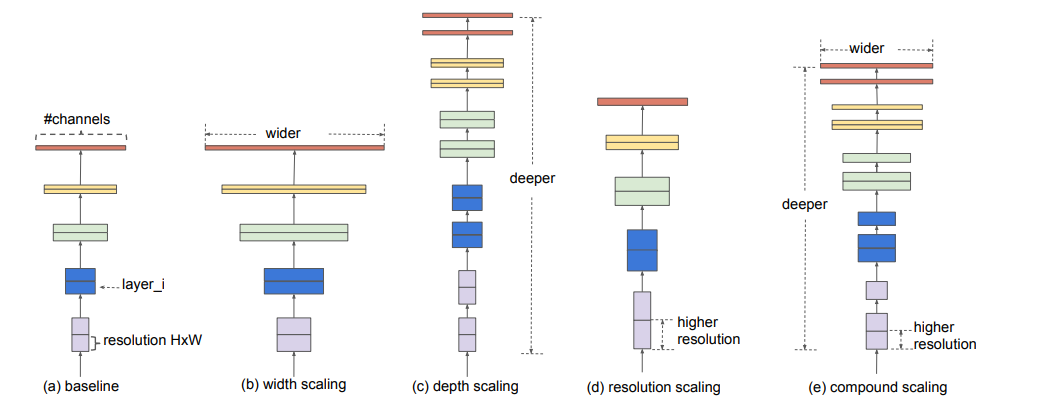 #channels
layer_i
resolution HxW
(a) baseline
wider
(b) width scaling
deeper
(c) depth scaling
higher
resolution
(d) resolution scaling
wider
deeper
higher
resolution
(e) compound scaling